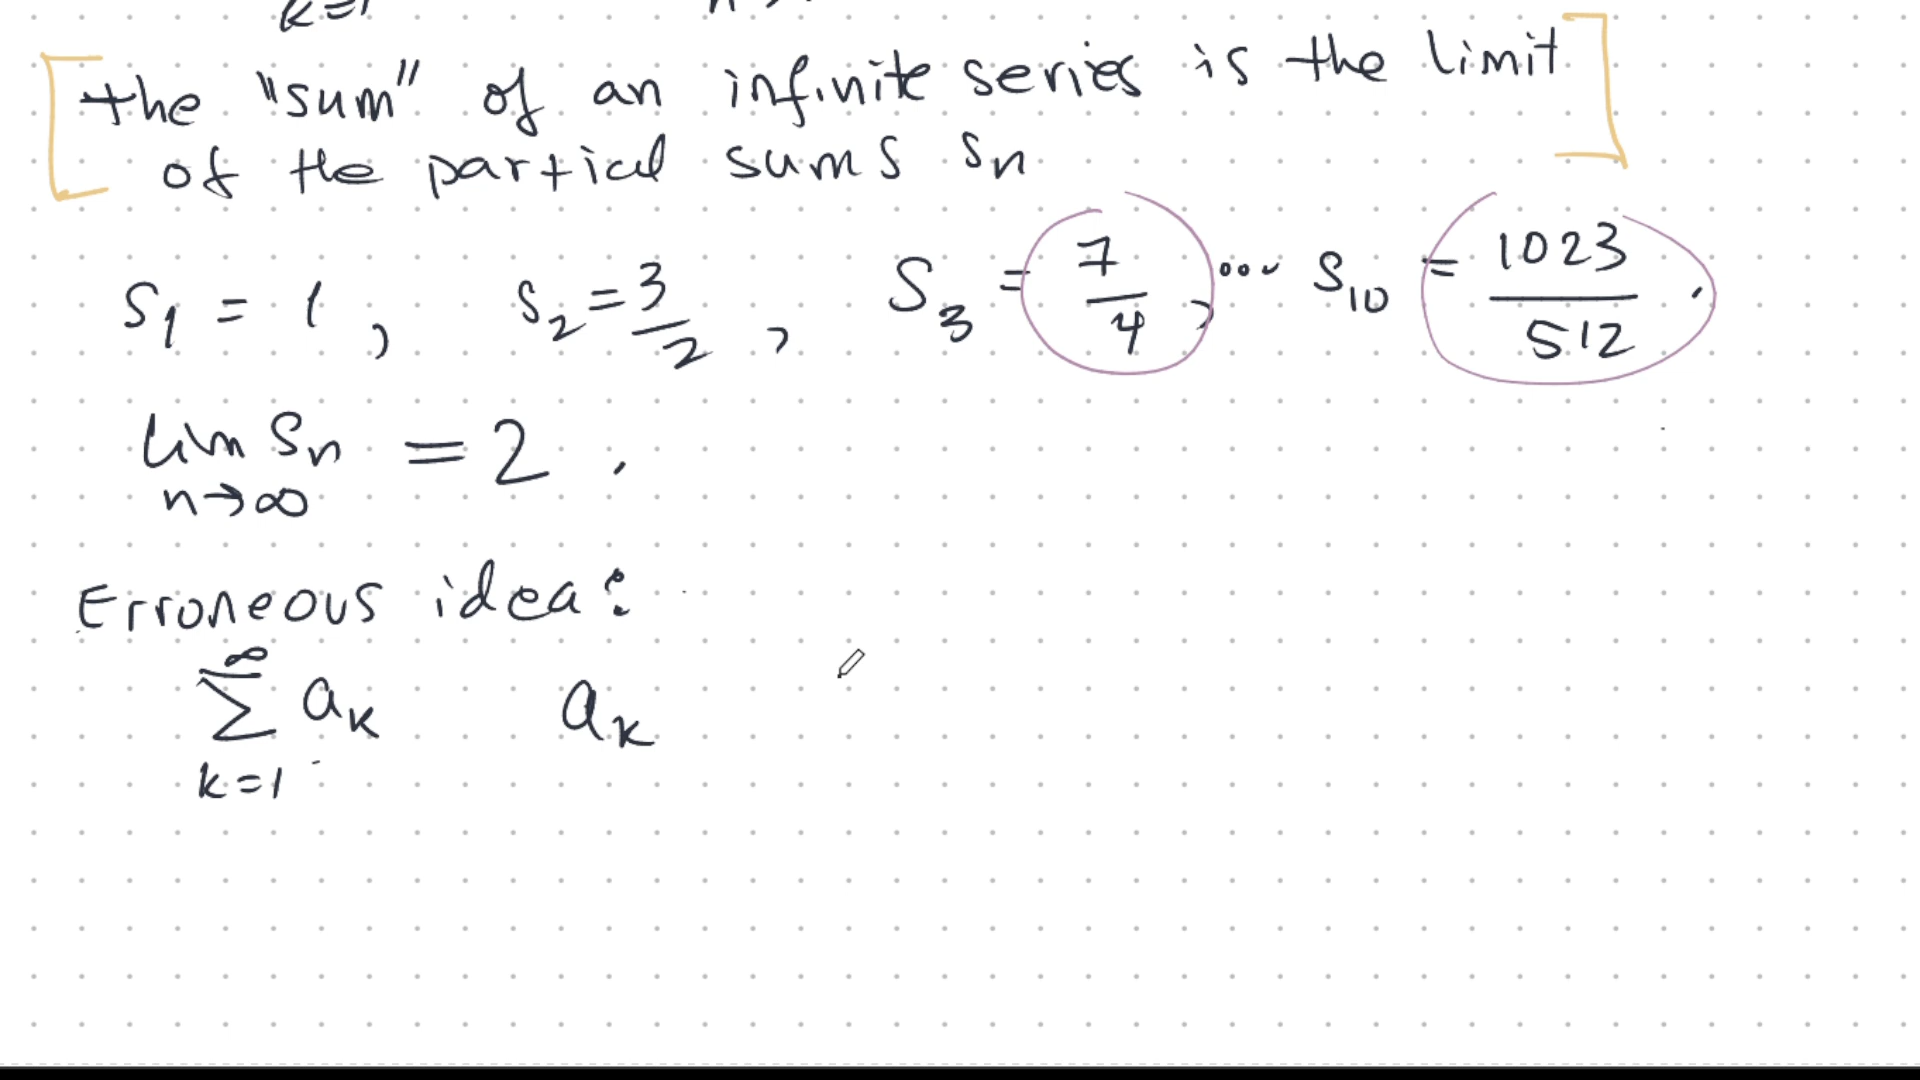 k=1 n→
the "sum" of an infinite series is the limit
of the partial sums Sn
S1 = 1, S2 = 3/2, S3 = 7/4, ... S10 = 1023/512.
lim Sn = 2.
n→∞
Erroneous idea:
∞
∑ ak ak
k=1